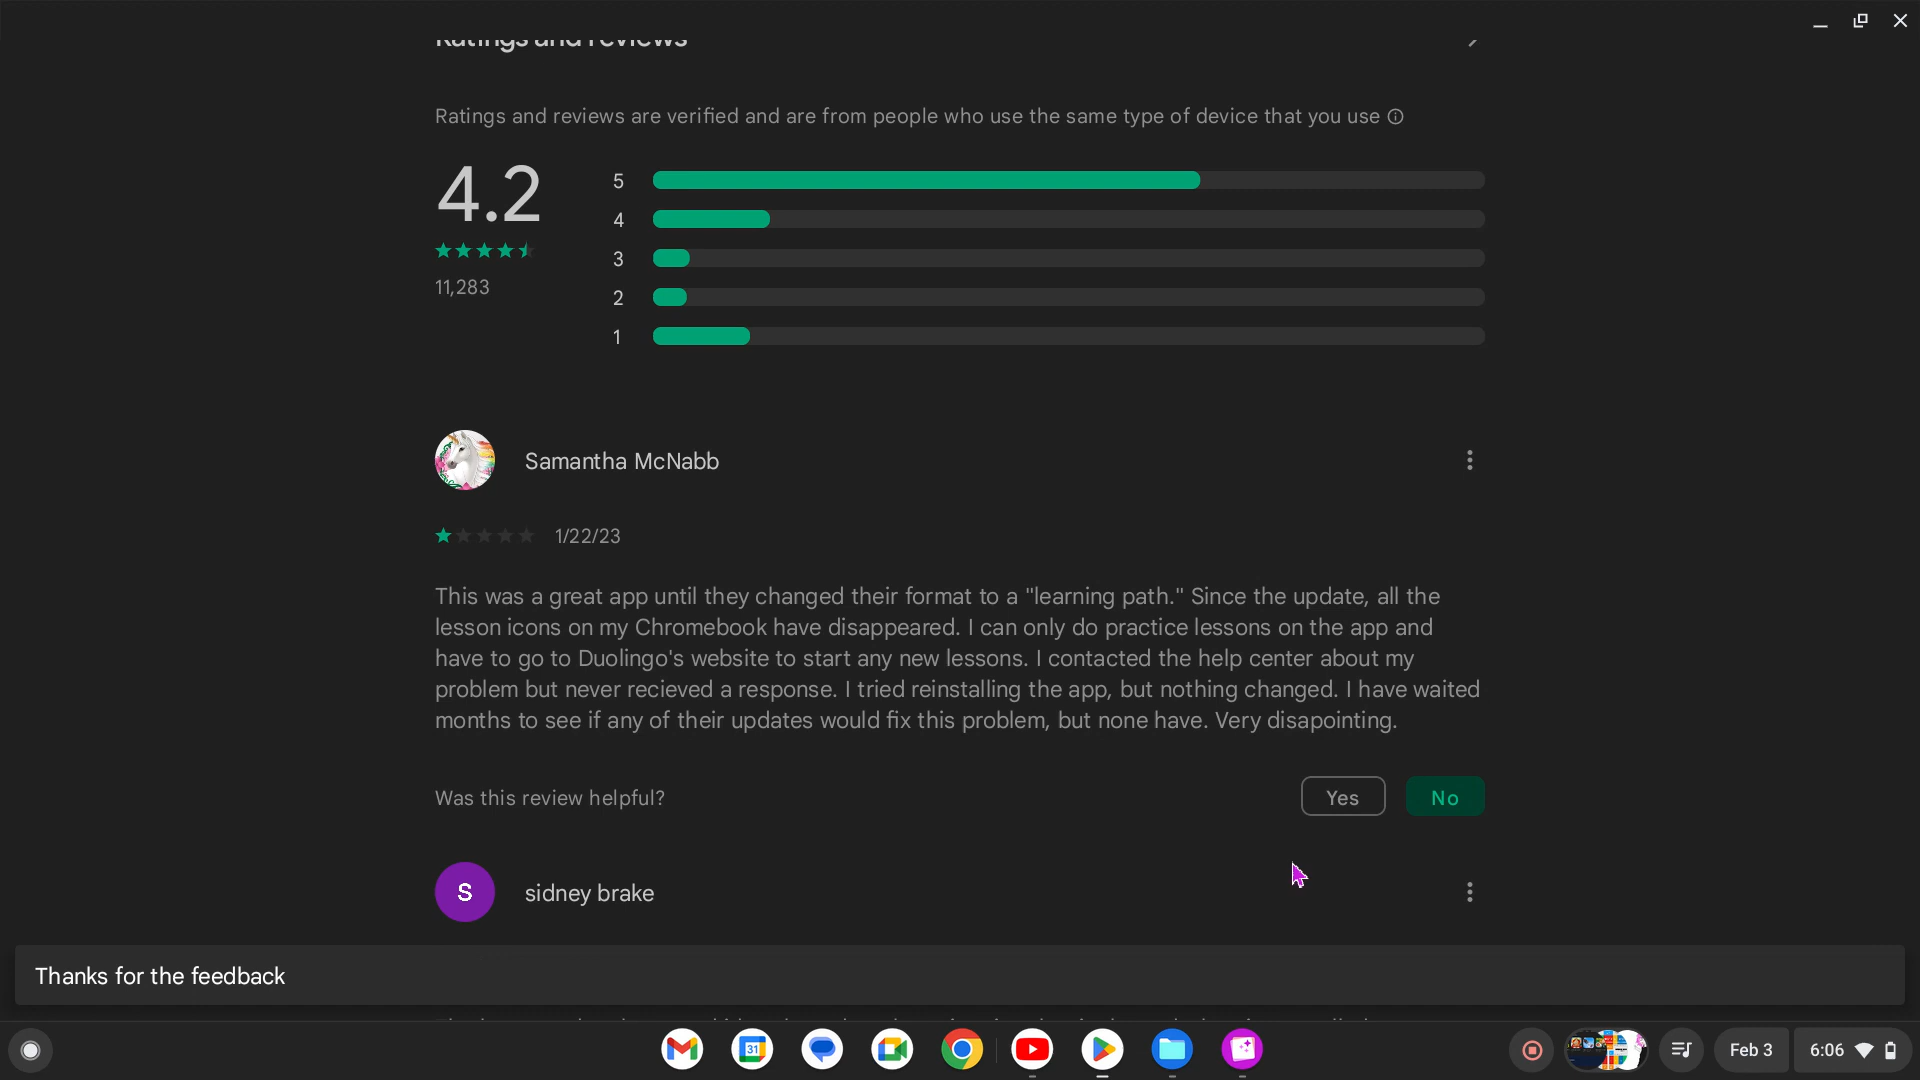 Ratings and reviews
Ratings and reviews are verified and are from people who use the same type of device that you use
4.2
11,283
5
4
3
2
1
Samantha McNabb
1/22/23
This was a great app until they changed their format to a "learning path." Since the update, all the
lesson icons on my Chromebook have disappeared. I can only do practice lessons on the app and
have to go to Duolingo's website to start any new lessons. I contacted the help center about my
problem but never recieved a response. I tried reinstalling the app, but nothing changed. I have waited
months to see if any of their updates would fix this problem, but none have. Very disapointing.
Was this review helpful?
Yes
No
S
sidney brake
Thanks for the feedback
31
Feb 3
6:06